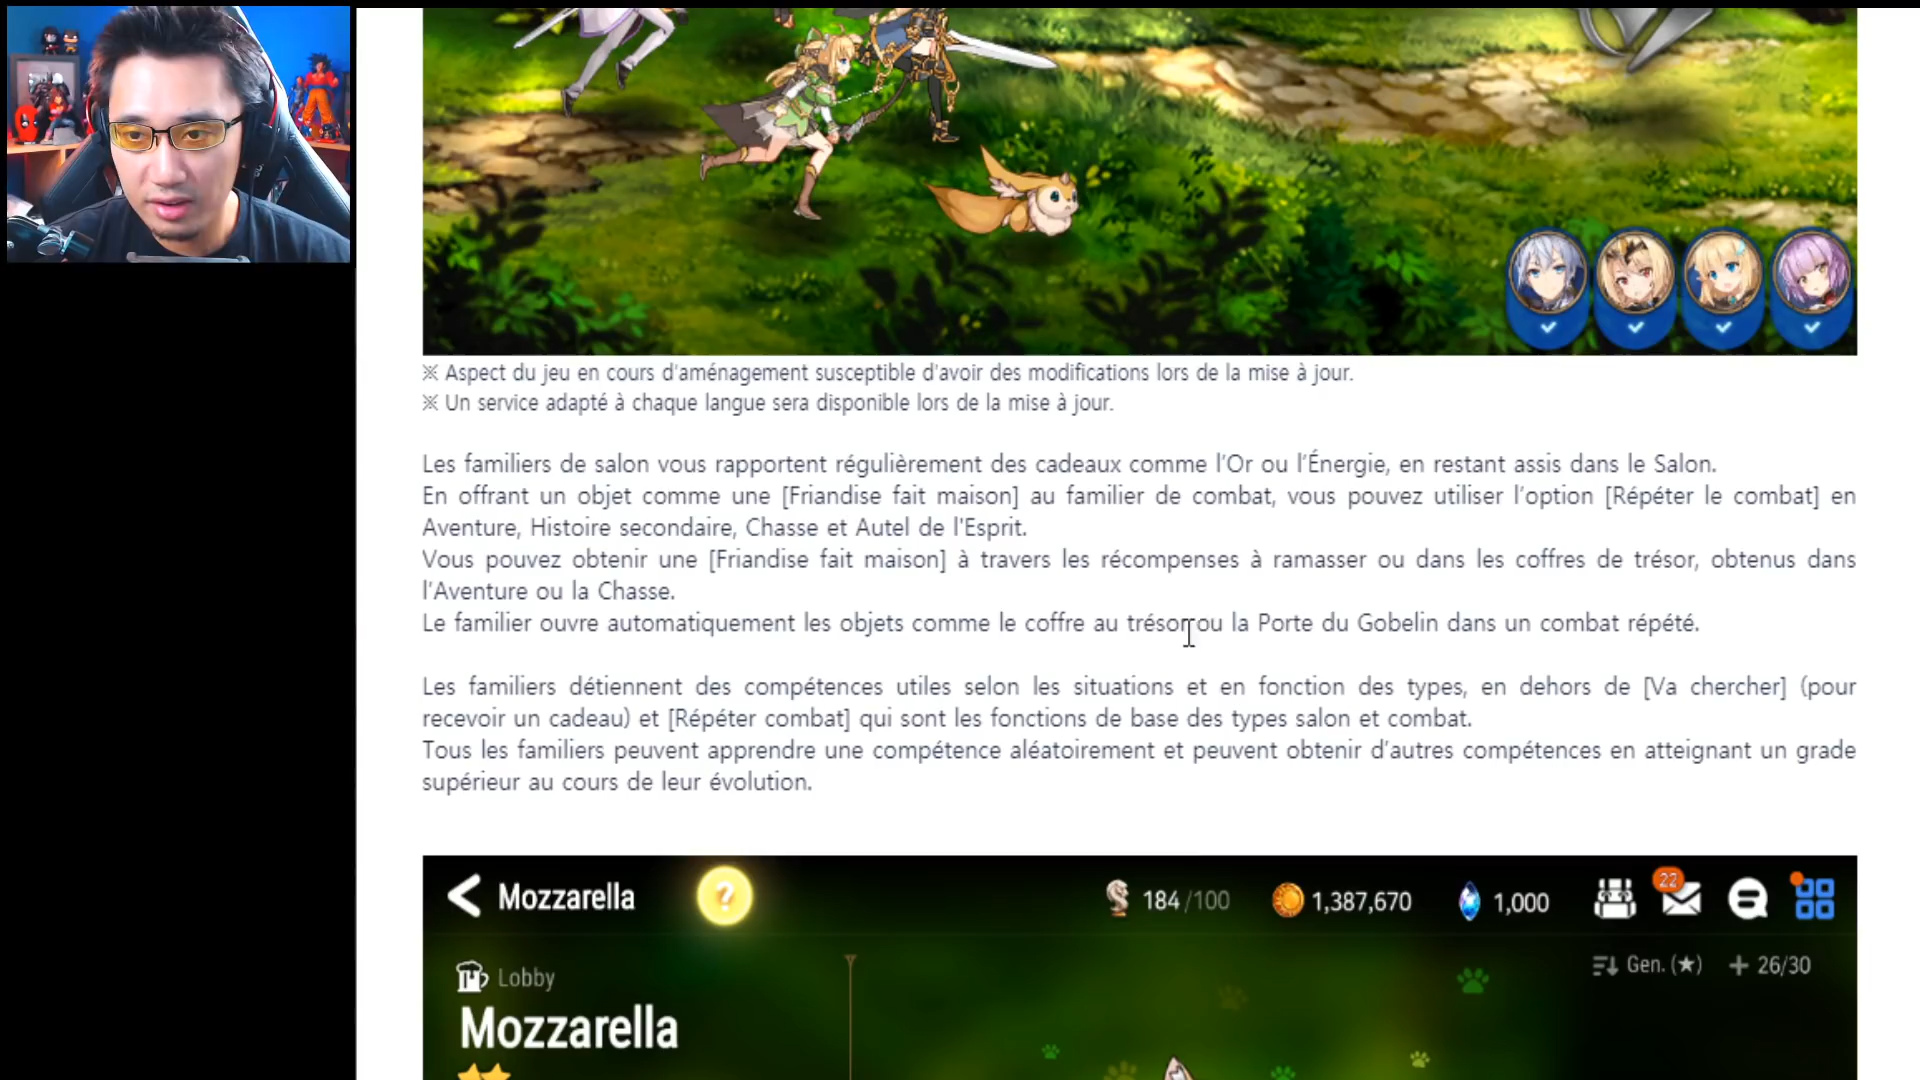 ※ Aspect du jeu en cours d'aménagement susceptible d'avoir des modifications lors de la mise à jour.
※ Un service adapté à chaque langue sera disponible lors de la mise à jour.
Les familiers de salon vous rapportent régulièrement des cadeaux comme l'Or ou l'Énergie, en restant assis dans le Salon.
En offrant un objet comme une [Friandise fait maison] au familier de combat, vous pouvez utiliser l'option [Répéter le combat] en
Aventure, Histoire secondaire, Chasse et Autel de l'Esprit.
Vous pouvez obtenir une [Friandise fait maison] à travers les récompenses à ramasser ou dans les coffres de trésor, obtenus dans
l'Aventure ou la Chasse.
Le familier ouvre automatiquement les objets comme le coffre au trésor ou la Porte du Gobelin dans un combat répété.
Les familiers détiennent des compétences utiles selon les situations et en fonction des types, en dehors de [Va chercher] (pour
recevoir un cadeau) et [Répéter combat] qui sont les fonctions de base des types salon et combat.
Tous les familiers peuvent apprendre une compétence aléatoirement et peuvent obtenir d'autres compétences en atteignant un grade
supérieur au cours de leur évolution.
Mozzarella ? 184/100 1,387,670 1,000 22
Lobby Gen. (★) + 26/30
Mozzarella